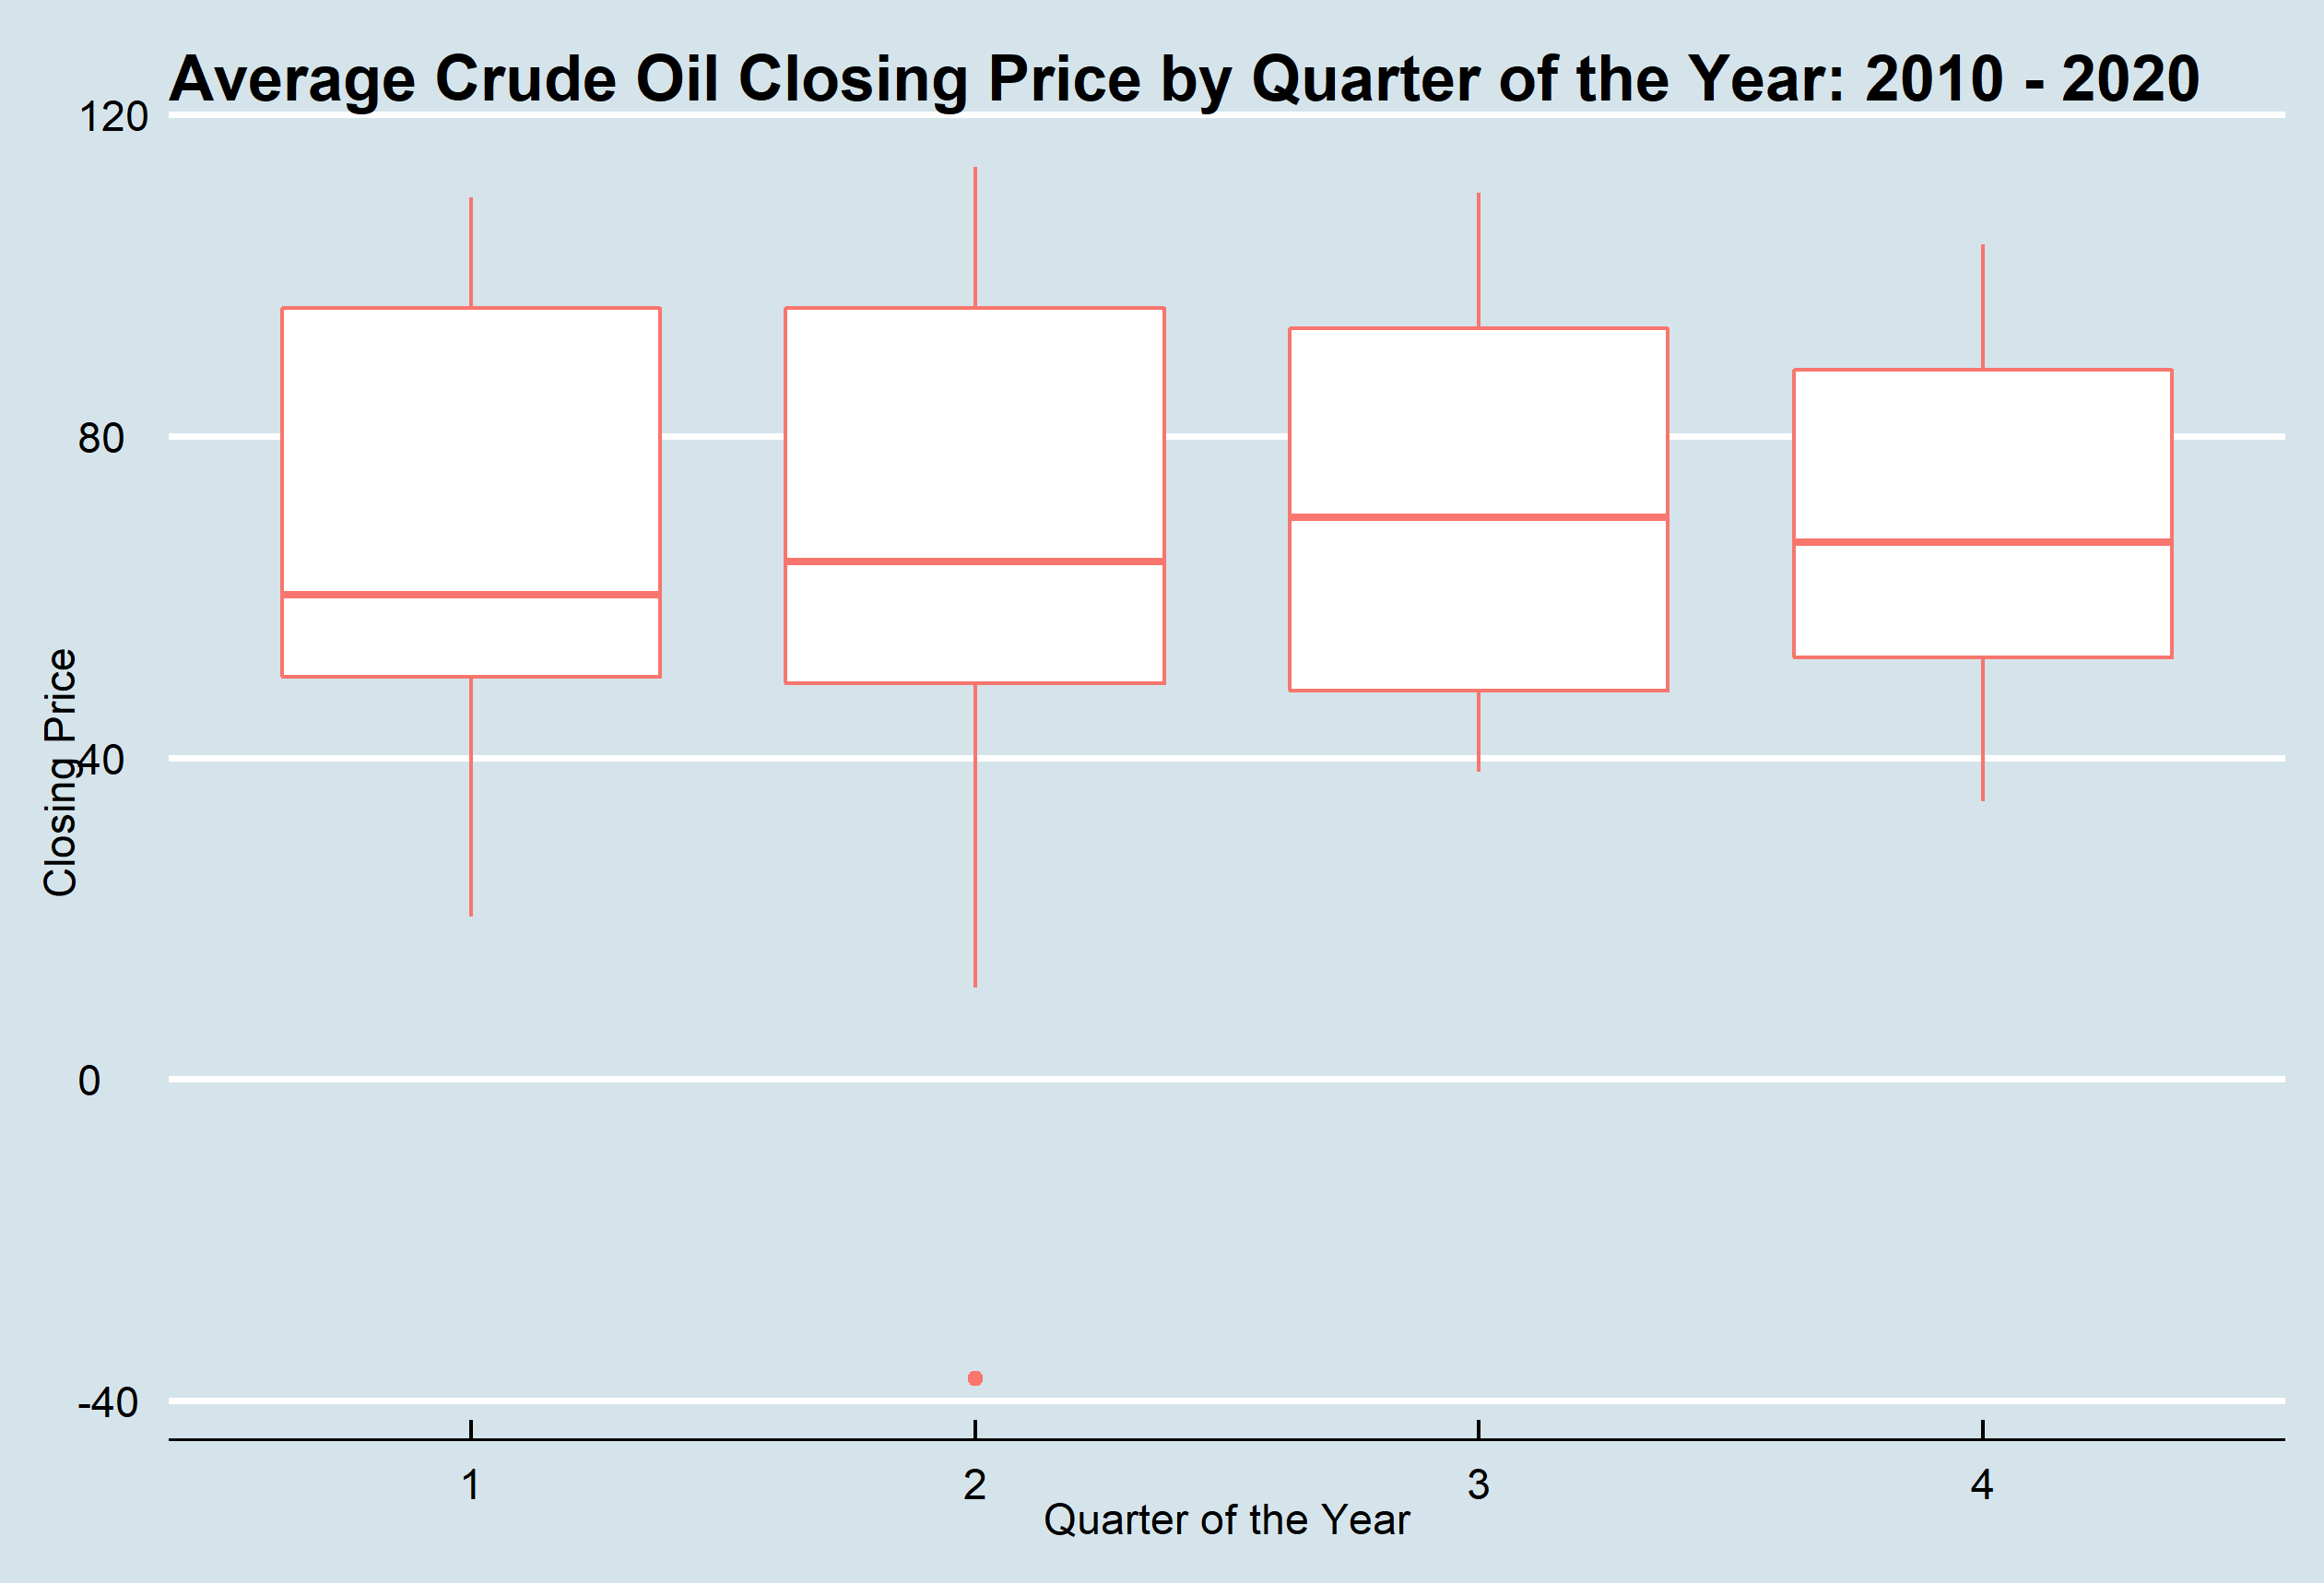 Average Crude Oil Closing Price by Quarter of the Year: 2010 - 2020
120
80
40
0
-40
Closing Price
1 2 3 4
Quarter of the Year